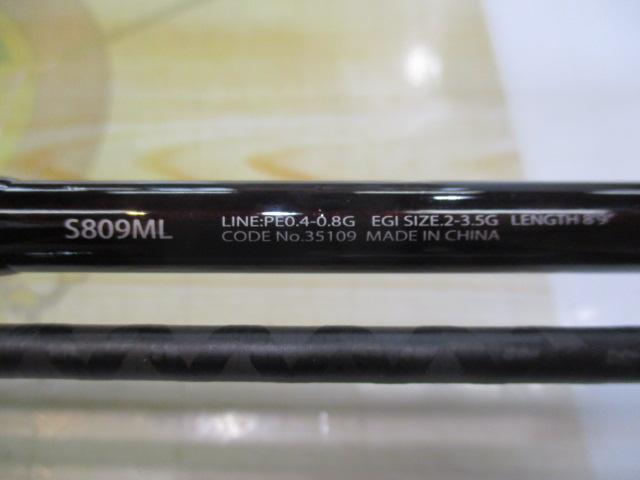 S809ML LINE:PE0.4-0.8G EGI SIZE.2-3.5G LENGTH 8'9"
CODE No.35109 MADE IN CHINA